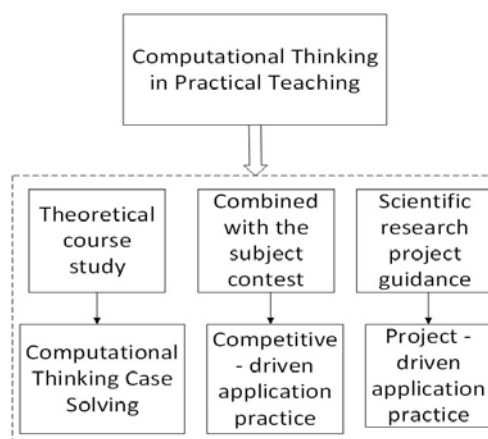 Computational Thinking
in Practical Teaching
Theoretical
course
study
Combined
with the
subject
contest
Scientific
research
project
guidance
Computational
Thinking Case
Solving
Competitive
- driven
application
practice
Project -
driven
application
practice